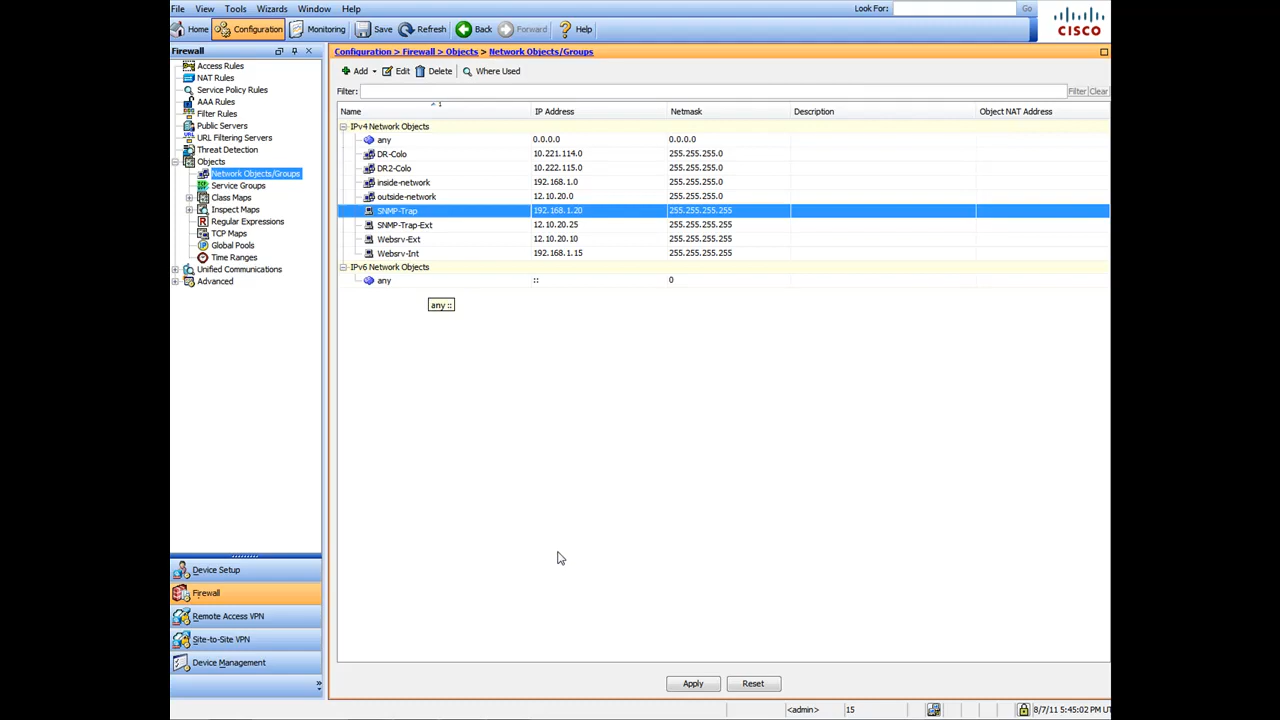 File View Tools Wizards Window Help Look For: Go
Home Configuration Monitoring Save Refresh Back Forward Help
CISCO
Firewall
Access Rules
NAT Rules
Service Policy Rules
AAA Rules
Filter Rules
Public Servers
URL Filtering Servers
Threat Detection
Objects
Network Objects/Groups
Service Groups
Class Maps
Inspect Maps
Regular Expressions
TCP Maps
Global Pools
Time Ranges
Unified Communications
Advanced
Device Setup
Firewall
Remote Access VPN
Site-to-Site VPN
Device Management
»
Configuration > Firewall > Objects > Network Objects/Groups
Add Edit Delete Where Used
Filter: Filter Clear
Name 1 IP Address Netmask Description Object NAT Address
IPv4 Network Objects
any 0.0.0.0 0.0.0.0
DR-Colo 10.221.114.0 255.255.255.0
DR2-Colo 10.222.115.0 255.255.255.0
inside-network 192.168.1.0 255.255.255.0
outside-network 12.10.20.0 255.255.255.0
SNMP-Trap 192.168.1.20 255.255.255.255
SNMP-Trap-Ext 12.10.20.25 255.255.255.255
Websrv-Ext 12.10.20.10 255.255.255.255
Websrv-Int 192.168.1.15 255.255.255.255
IPv6 Network Objects
any :: 0
any ::
Apply Reset
<admin> 15 8/7/11 5:45:02 PM UT